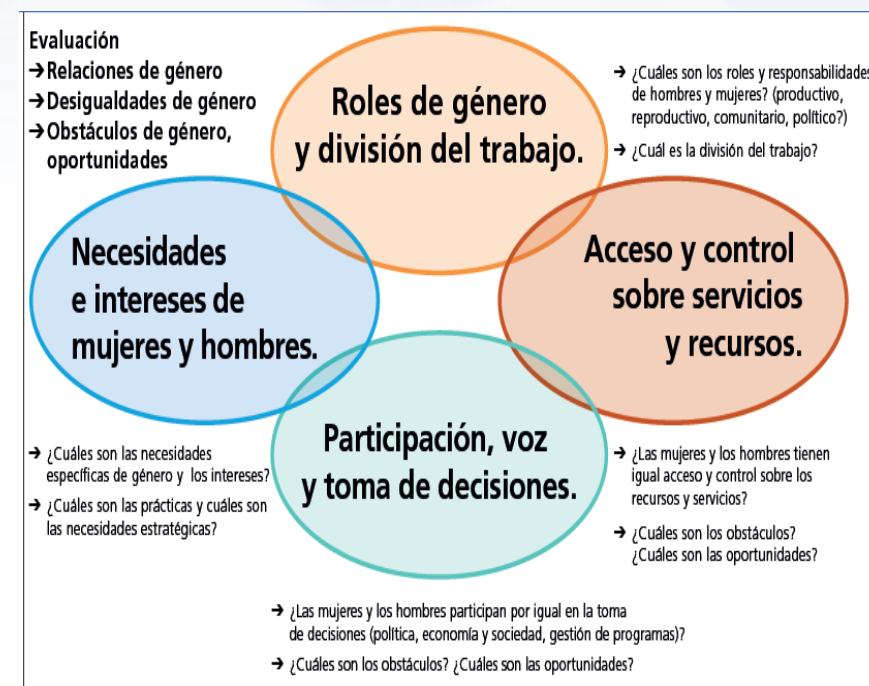 Evaluación
→Relaciones de género
→Desigualdades de género
→Obstáculos de género,
oportunidades
Roles de género
y división del trabajo.
→ ¿Cuáles son los roles y responsabilidades
de hombres y mujeres? (productivo,
reproductivo, comunitario, político?)
→ ¿Cuál es la división del trabajo?
Necesidades
e intereses de
mujeres y hombres.
Acceso y control
sobre servicios
y recursos.
Participación, voz
y toma de decisiones.
→ ¿Cuáles son las necesidades
específicas de género y los intereses?
→ ¿Cuáles son las prácticas y cuáles son
las necesidades estratégicas?
→ ¿Las mujeres y los hombres tienen
igual acceso y control sobre los
recursos y servicios?
→ ¿Cuáles son los obstáculos?
¿Cuáles son las oportunidades?
→ ¿Las mujeres y los hombres participan por igual en la toma
de decisiones (política, economía y sociedad, gestión de programas)?
→ ¿Cuáles son los obstáculos? ¿Cuáles son las oportunidades?